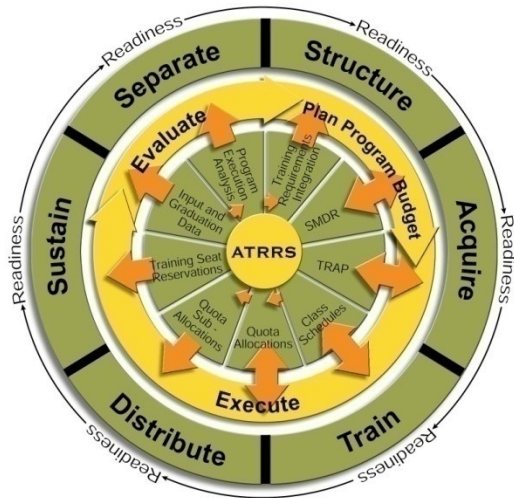 Readiness
Readiness
Readiness
Readiness
Readiness
Readiness
Readiness
Readiness
Structure
Acquire
Train
Distribute
Sustain
Separate
Plan Program Budget
Execute
Evaluate
Training
Requirements
Integration
SMDR
TRAP
Class
Schedules
Quota
Allocations
Quota
Sub -
Allocations
Training Seat
Reservations
Input and
Graduation
Data
Program
Execution
Analysis
ATRRS